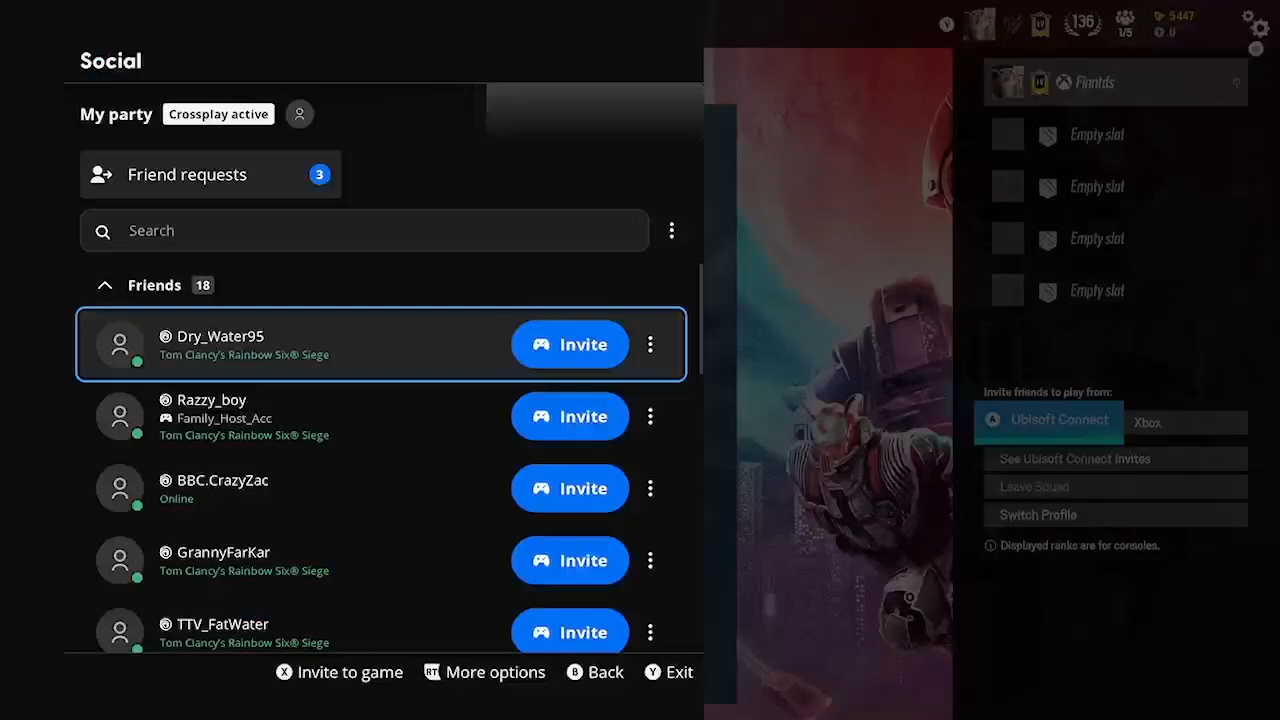 Social
My party
Crossplay active
Friend requests
3
Search
Friends 18
Dry_Water95
Tom Clancy's Rainbow Six® Siege
Invite
Razzy_boy
Family_Host_Acc
Tom Clancy's Rainbow Six® Siege
Invite
BBC.CrazyZac
Online
Invite
GrannyFarKar
Tom Clancy's Rainbow Six® Siege
Invite
TTV_FatWater
Tom Clancy's Rainbow Six® Siege
Invite
X Invite to game
RT More options
B Back
Y Exit
Y
136
1/5
5447
0
Finntds
Empty slot
Empty slot
Empty slot
Empty slot
Invite friends to play from:
A Ubisoft Connect
Xbox
See Ubisoft Connect Invites
Leave Squad
Switch Profile
Displayed ranks are for consoles.